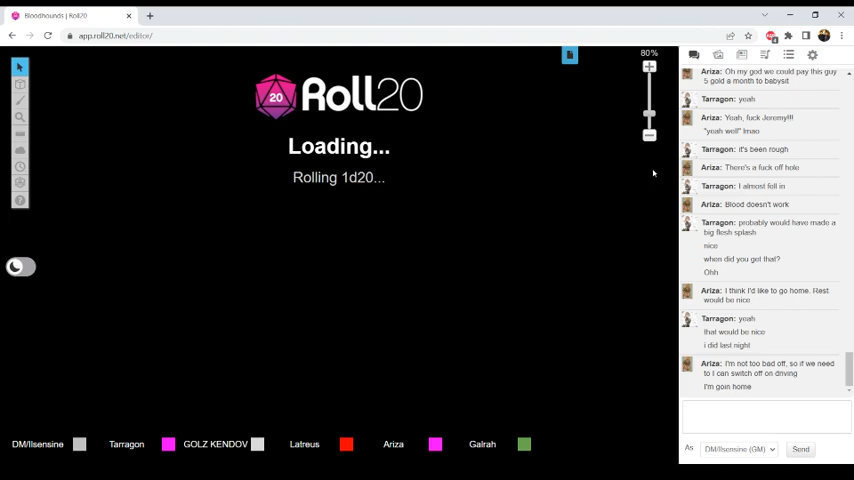 Bloodhounds | Roll20
app.roll20.net/editor/
80%
20
Roll20
Loading...
Rolling 1d20...
Ariza: Oh my god we could pay this guy
5 gold a month to babysit
Tarragon: yeah
Ariza: Yeah, fuck Jeremy!!!
"yeah well" lmao
Tarragon: it's been rough
Ariza: There's a fuck off hole
Tarragon: I almost fell in
Ariza: Blood doesn't work
Tarragon: probably would have made a
big flesh splash
nice
when did you get that?
Ohh
Ariza: I think I'd like to go home. Rest
would be nice
Tarragon: yeah
that would be nice
i did last night
Ariza: I'm not too bad off, so if we need
to I can switch off on driving
I'm goin home
DM/Ilsensine Tarragon GOLZ KENDOV Latreus Ariza Galrah
As DM/Ilsensine (GM) Send